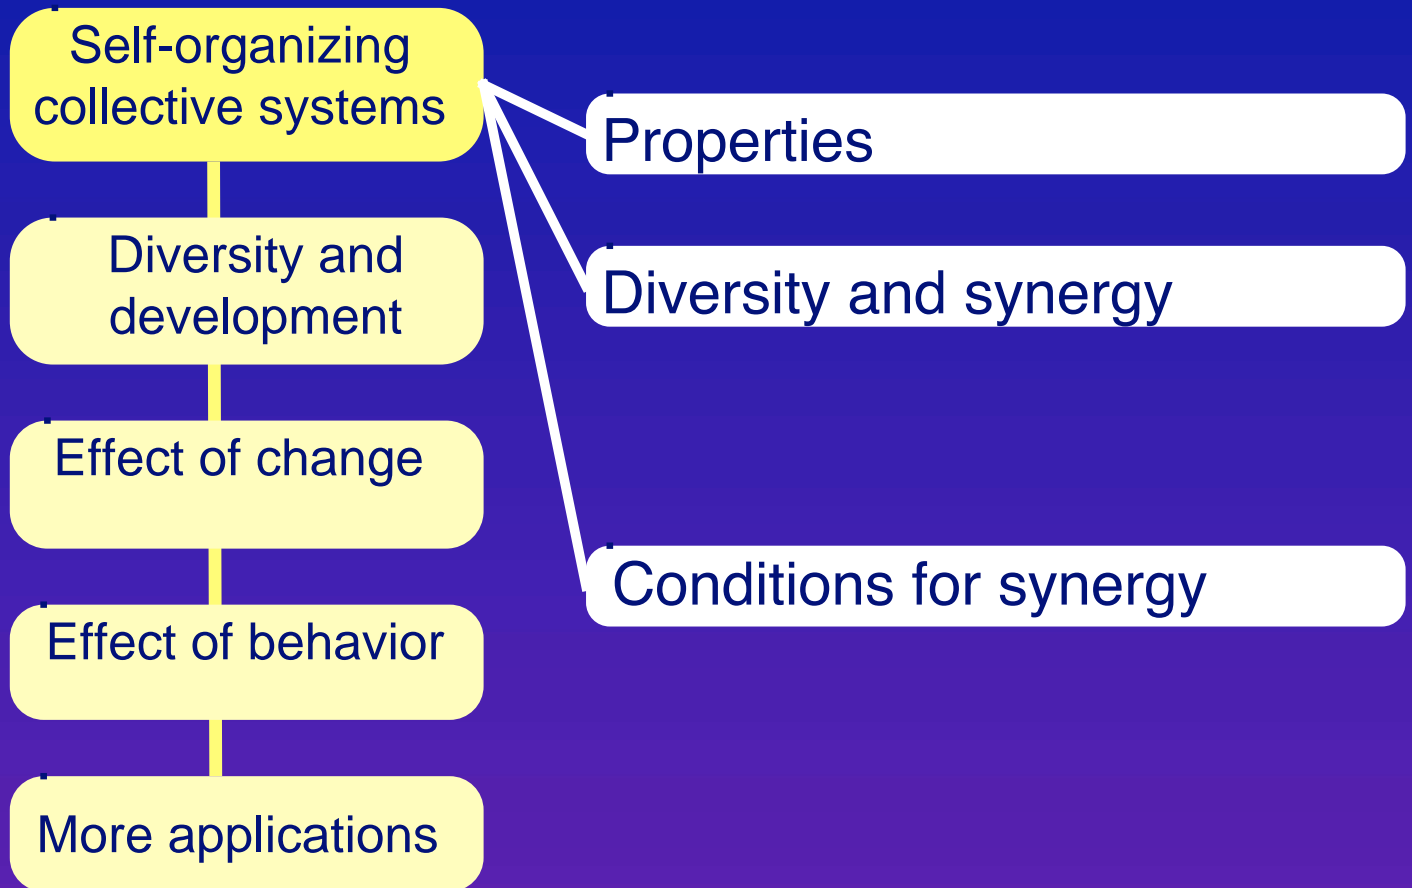 Self-organizing
collective systems
Diversity and
development
Effect of change
Effect of behavior
More applications
Properties
Diversity and synergy
Conditions for synergy